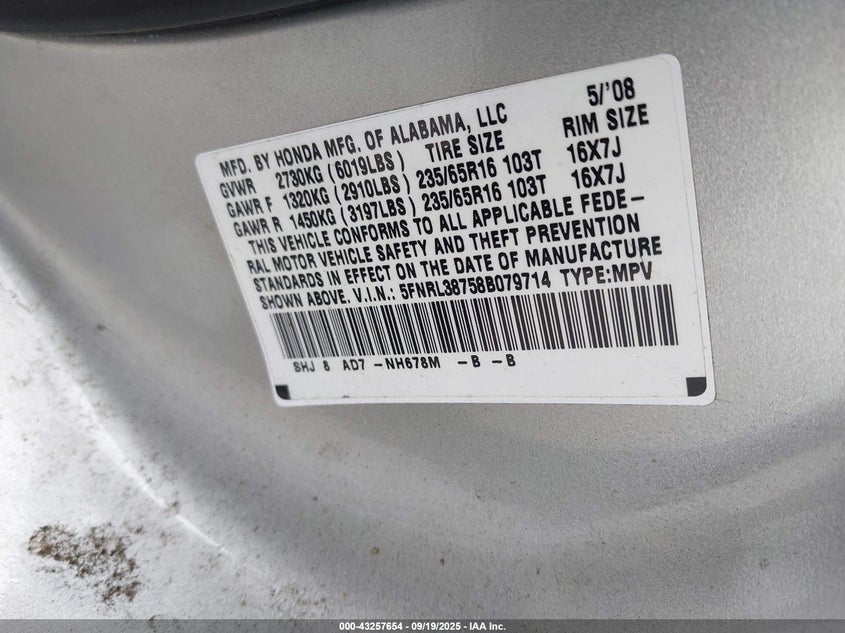 5/'08
MFD. BY HONDA MFG. OF ALABAMA, LLC
TIRE SIZE RIM SIZE
GVWR 2730KG (6019LBS)
GAWR F 1320KG (2910LBS) 235/65R16 103T 16X7J
GAWR R 1450KG (3197LBS) 235/65R16 103T 16X7J
THIS VEHICLE CONFORMS TO ALL APPLICABLE FEDE-
RAL MOTOR VEHICLE SAFETY AND THEFT PREVENTION
STANDARDS IN EFFECT ON THE DATE OF MANUFACTURE
SHOWN ABOVE. V.I.N.: 5FNRL38758B079714 TYPE:MPV
SHJ 8 AD7 -NH678M -B -B
000-43257654 - 09/19/2025 - IAA Inc.